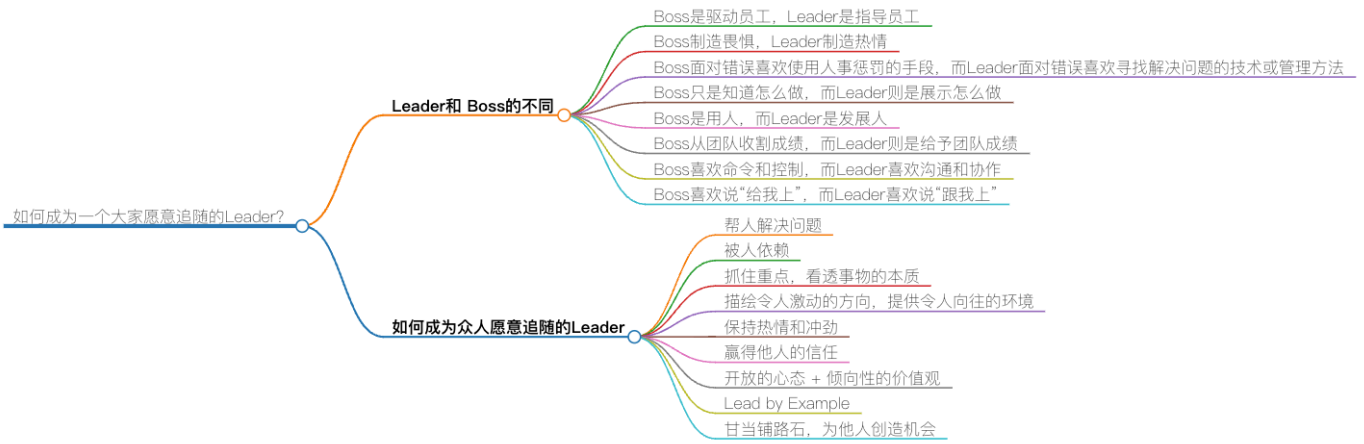 如何成为一个大家愿意追随的Leader?
Leader和 Boss的不同
Boss是驱动员工，Leader是指导员工
Boss制造畏惧，Leader制造热情
Boss面对错误喜欢使用人事惩罚的手段，而Leader面对错误喜欢寻找解决问题的技术或管理方法
Boss只是知道怎么做，而Leader则是展示怎么做
Boss是用人，而Leader是发展人
Boss从团队收割成绩，而Leader则是给予团队成绩
Boss喜欢命令和控制，而Leader喜欢沟通和协作
Boss喜欢说“给我上”，而Leader喜欢说“跟我上”
如何成为众人愿意追随的Leader
帮人解决问题
被人依赖
抓住重点，看透事物的本质
描绘令人激动的方向，提供令人向往的环境
保持热情和冲劲
赢得他人的信任
开放的心态 + 倾向性的价值观
Lead by Example
甘当铺路石，为他人创造机会